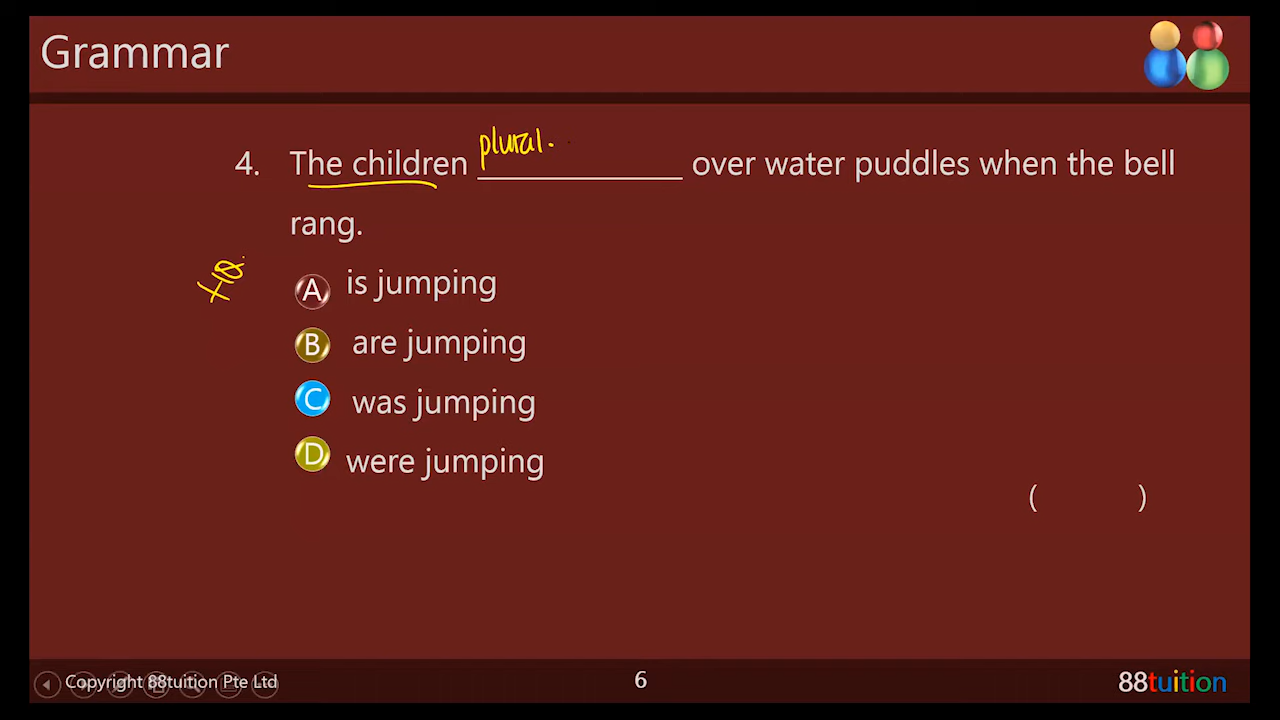 Grammar
plural.
4. The children ____________ over water puddles when the bell
rang.
A is jumping
B are jumping
C was jumping
D were jumping
( )
Copyright 88tuition Pte Ltd
6
88tuition